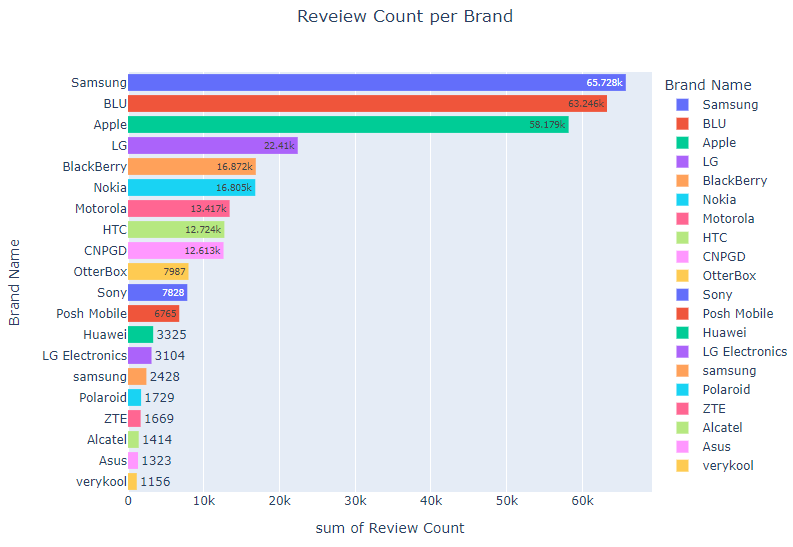 Reveiew Count per Brand
Brand Name
Samsung 65.728k
BLU 63.246k
Apple 58.179k
LG 22.41k
BlackBerry 16.872k
Nokia 16.805k
Motorola 13.417k
HTC 12.724k
CNPGD 12.613k
OtterBox 7987
Sony 7828
Posh Mobile 6765
Huawei 3325
LG Electronics 3104
samsung 2428
Polaroid 1729
ZTE 1669
Alcatel 1414
Asus 1323
verykool 1156
0 10k 20k 30k 40k 50k 60k
sum of Review Count
Brand Name
Samsung
BLU
Apple
LG
BlackBerry
Nokia
Motorola
HTC
CNPGD
OtterBox
Sony
Posh Mobile
Huawei
LG Electronics
samsung
Polaroid
ZTE
Alcatel
Asus
verykool